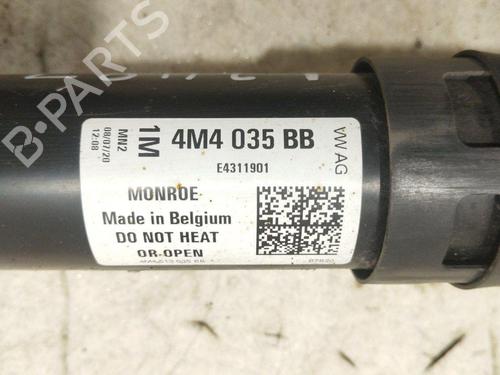 B-PARTS
MN2
08/07/20
12:08
1M
4M4 035 BB
VW AG
E4311901
MONROE
Made in Belgium
DO NOT HEAT
OR OPEN